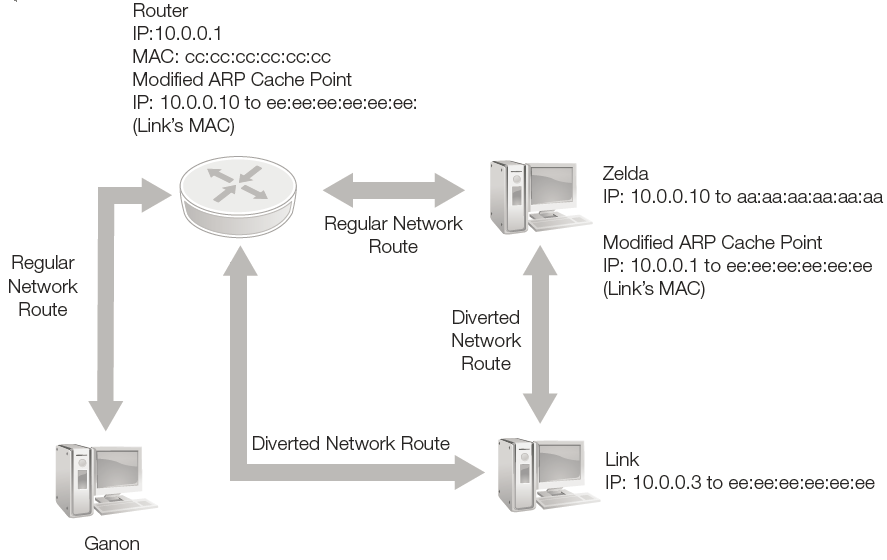 Router
IP:10.0.0.1
MAC: cc:cc:cc:cc:cc:cc
Modified ARP Cache Point
IP: 10.0.0.10 to ee:ee:ee:ee:ee:ee:
(Link's MAC)
Zelda
IP: 10.0.0.10 to aa:aa:aa:aa:aa:aa
Modified ARP Cache Point
IP: 10.0.0.1 to ee:ee:ee:ee:ee:ee
(Link's MAC)
Regular Network
Route
Regular
Network
Route
Diverted
Network
Route
Diverted Network Route
Link
IP: 10.0.0.3 to ee:ee:ee:ee:ee:ee
Ganon